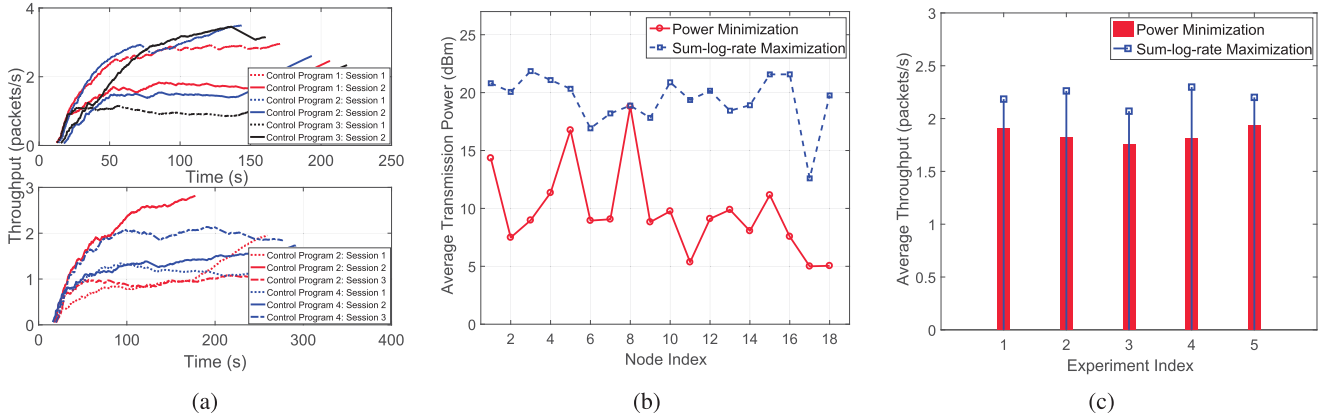 Throughput (packets/s)
4
2
0
0
50
100
150
200
250
Time (s)
Control Program 1: Session 1
Control Program 1: Session 2
Control Program 2: Session 1
Control Program 2: Session 2
Control Program 3: Session 1
Control Program 3: Session 2
3
2
1
0
0
100
200
300
400
Time (s)
Control Program 2: Session 1
Control Program 2: Session 2
Control Program 2: Session 3
Control Program 4: Session 1
Control Program 4: Session 2
Control Program 4: Session 3
(a)
Average Transmission Power (dBm)
25
20
15
10
5
0
2
4
6
8
10
12
14
16
18
Node Index
Power Minimization
Sum-log-rate Maximization
(b)
Average Throughput (packets/s)
3
2.5
2
1.5
1
0.5
0
1
2
3
4
5
Experiment Index
Power Minimization
Sum-log-rate Maximization
(c)